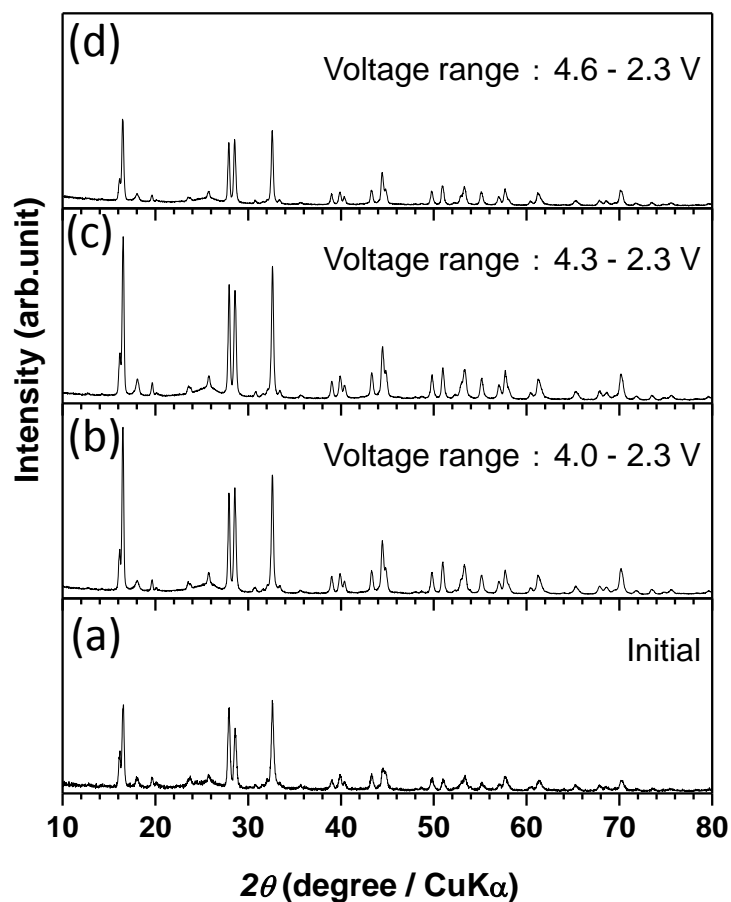 (d)
Voltage range : 4.6 - 2.3 V
(c)
Voltage range : 4.3 - 2.3 V
(b)
Voltage range : 4.0 - 2.3 V
(a)
Initial
Intensity (arb.unit)
10 20 30 40 50 60 70 80
2θ (degree / CuKα)